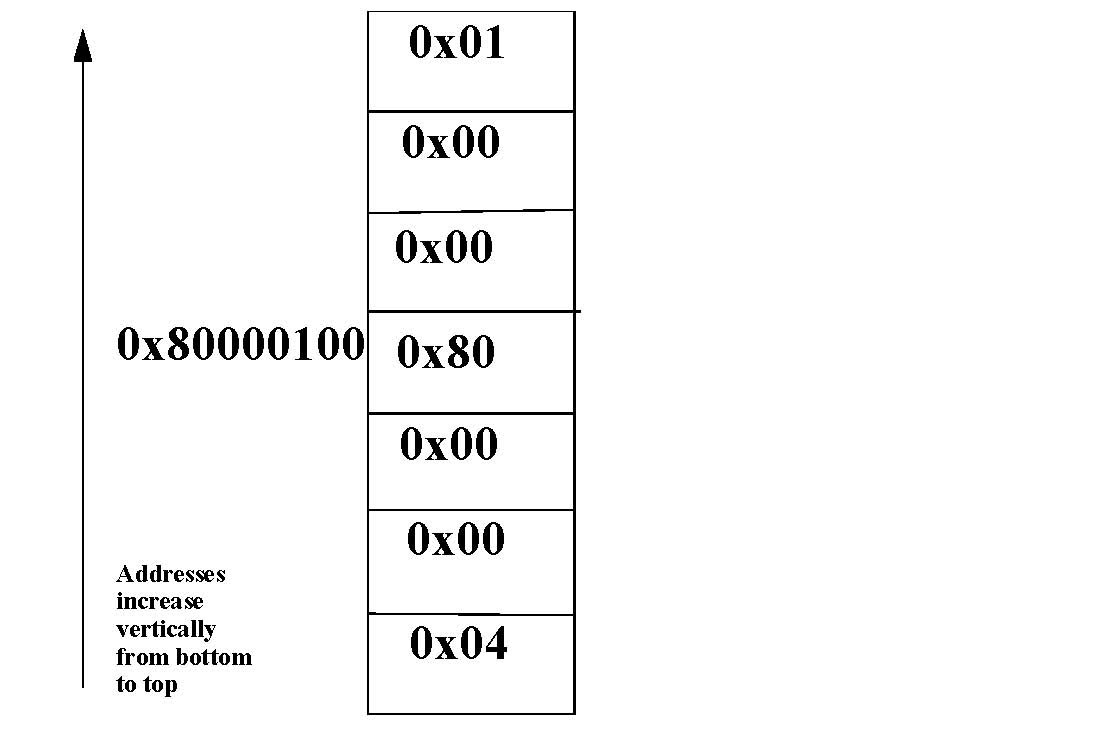 0x01
0x00
0x00
0x80000100 0x80
0x00
0x00
Addresses
increase
vertically
from bottom
to top
0x04